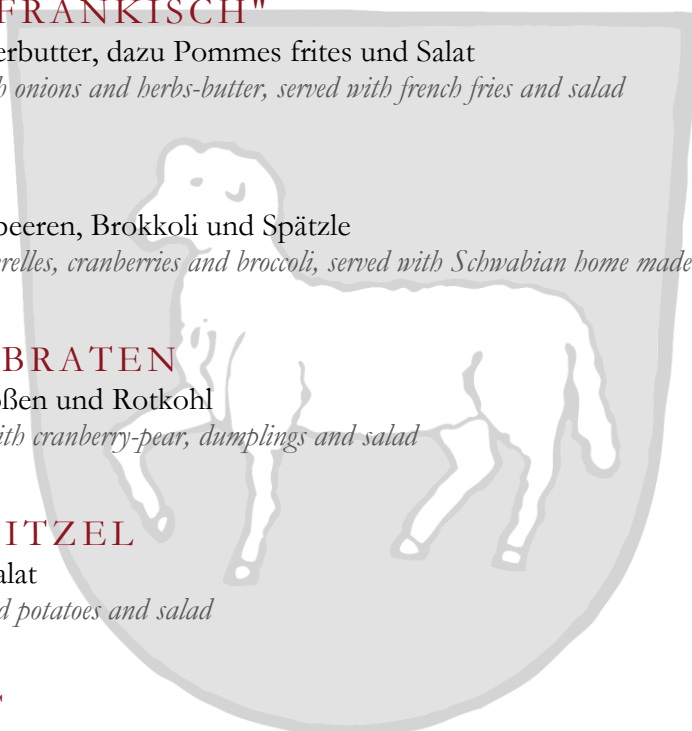 FRÄNKISCH"
erbutter, dazu Pommes frites und Salat
h onions and herbs-butter, served with french fries and salad
beeren, Brokkoli und Spätzle
relles, cranberries and broccoli, served with Schwabian home made
BRATEN
ößen und Rotkohl
ith cranberry-pear, dumplings and salad
ITZEL
alat
d potatoes and salad